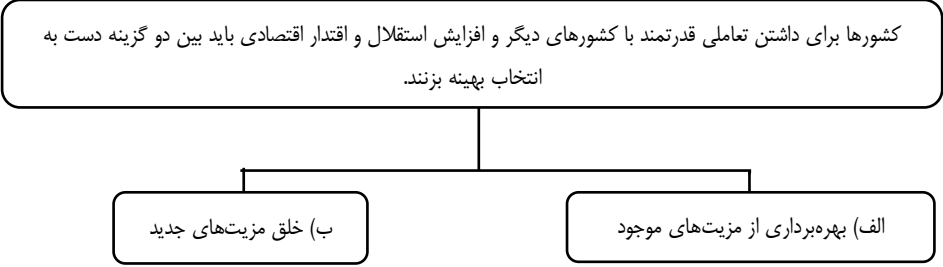 کشورها برای داشتن تعاملی قدرتمند با کشورهای دیگر و افزایش استقلال و اقتدار اقتصادی باید بین دو گزینه دست به
انتخاب بهینه بزنند.
الف) بهره‌برداری از مزیت‌های موجود
ب) خلق مزیت‌های جدید